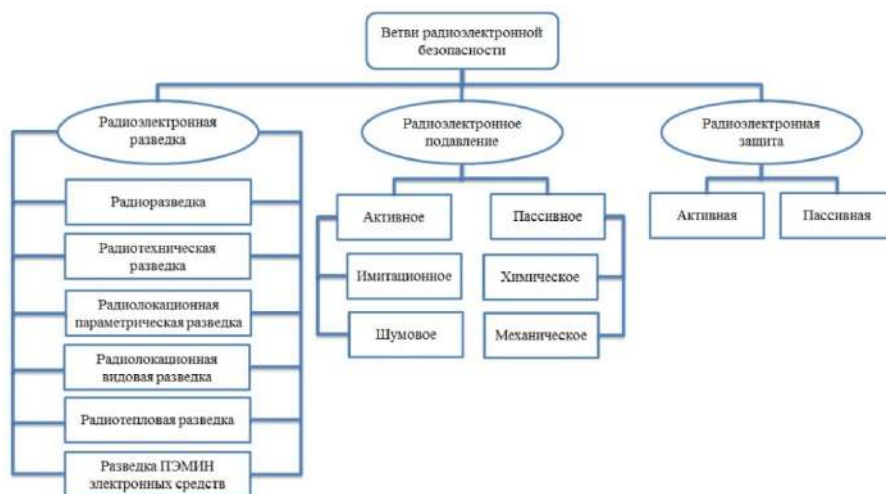 Ветви радиоэлектронной
безопасности
Радиоэлектронная
разведка
Радиоразведка
Радиотехническая
разведка
Радиолокационная
параметрическая разведка
Радиолокационная
видовая разведка
Радиотепловая разведка
Разведка ПЭМИН
электронных средств
Радиоэлектронное
подавление
Активное
Пассивное
Имитационное
Химическое
Шумовое
Механическое
Радиоэлектронная
защита
Активная
Пассивная